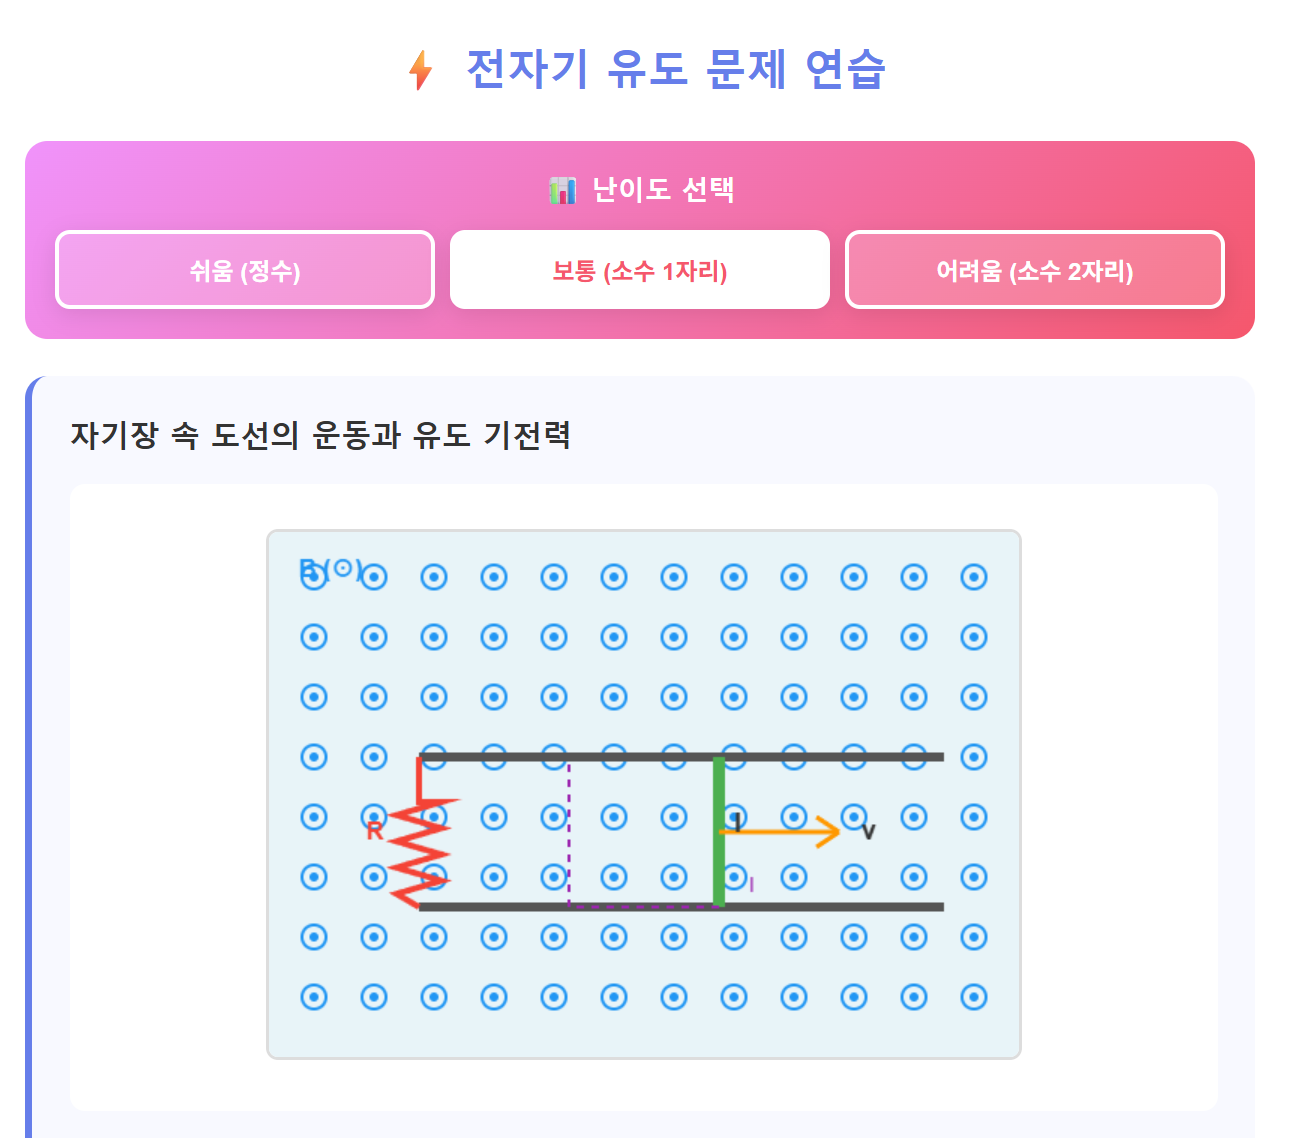 ⚡ 전자기 유도 문제 연습
📊 난이도 선택
쉬움 (정수)
보통 (소수 1자리)
어려움 (소수 2자리)
자기장 속 도선의 운동과 유도 기전력
B (⊙)
R
l
v
l